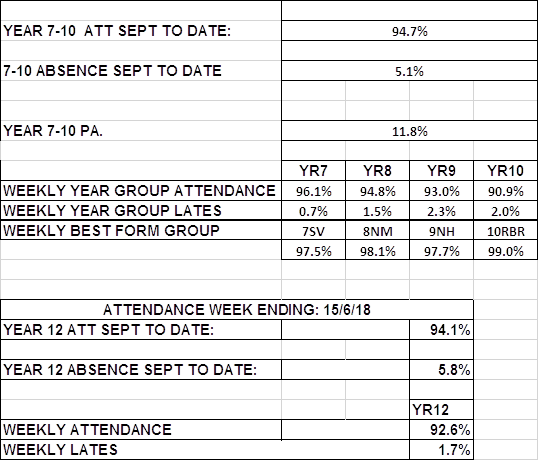 YEAR 7-10 ATT SEPT TO DATE: 94.7%
7-10 ABSENCE SEPT TO DATE 5.1%
YEAR 7-10 PA. 11.8%
YR7 YR8 YR9 YR10
WEEKLY YEAR GROUP ATTENDANCE 96.1% 94.8% 93.0% 90.9%
WEEKLY YEAR GROUP LATES 0.7% 1.5% 2.3% 2.0%
WEEKLY BEST FORM GROUP 7SV 8NM 9NH 10RBR
97.5% 98.1% 97.7% 99.0%
ATTENDANCE WEEK ENDING: 15/6/18
YEAR 12 ATT SEPT TO DATE: 94.1%
YEAR 12 ABSENCE SEPT TO DATE: 5.8%
YR12
WEEKLY ATTENDANCE 92.6%
WEEKLY LATES 1.7%